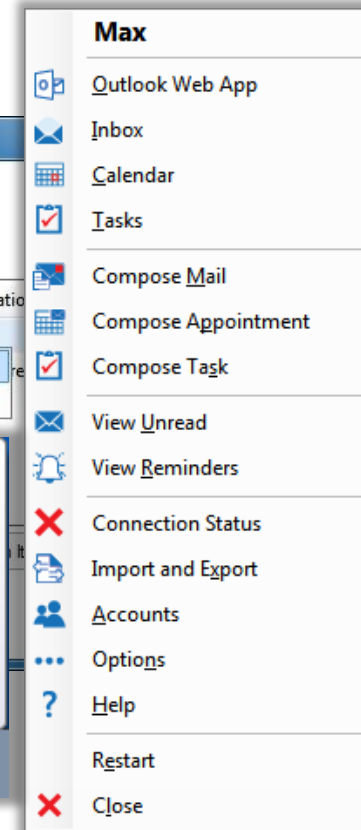 Max
Outlook Web App
Inbox
Calendar
Tasks
Compose Mail
Compose Appointment
Compose Task
View Unread
View Reminders
Connection Status
Import and Export
Accounts
Options
Help
Restart
Close